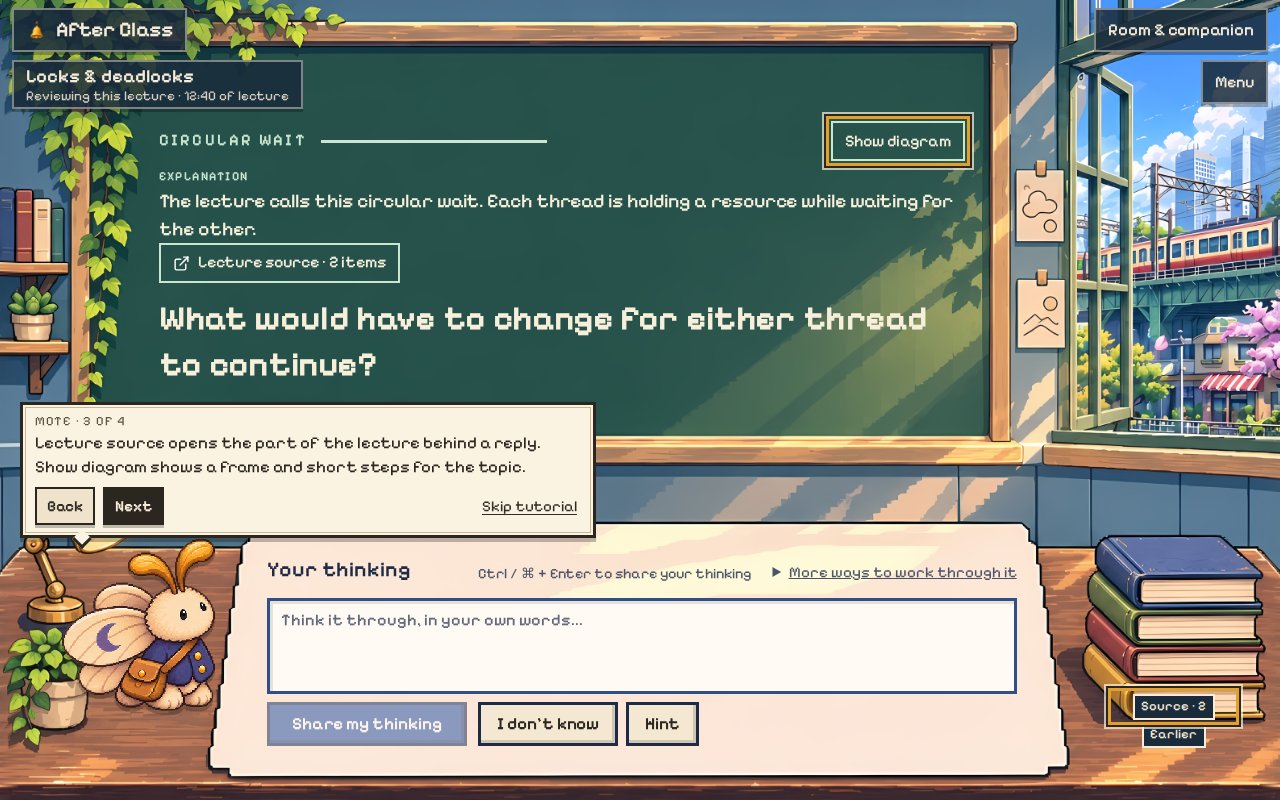 After Class
Room & companion
Locks & deadlocks
Reviewing this lecture · 12:40 of lecture
Menu
CIRCULAR WAIT
Show diagram
EXPLANATION
The lecture calls this circular wait. Each thread is holding a resource while waiting for
the other.
Lecture source · 2 items
What would have to change for either thread
to continue?
MOTE · 3 OF 4
Lecture source opens the part of the lecture behind a reply.
Show diagram shows a frame and short steps for the topic.
Back
Next
Skip tutorial
Your thinking
Ctrl / ⌘ + Enter to share your thinking
▶ More ways to work through it
Think it through, in your own words...
Share my thinking
I don't know
Hint
Source · 2
Earlier